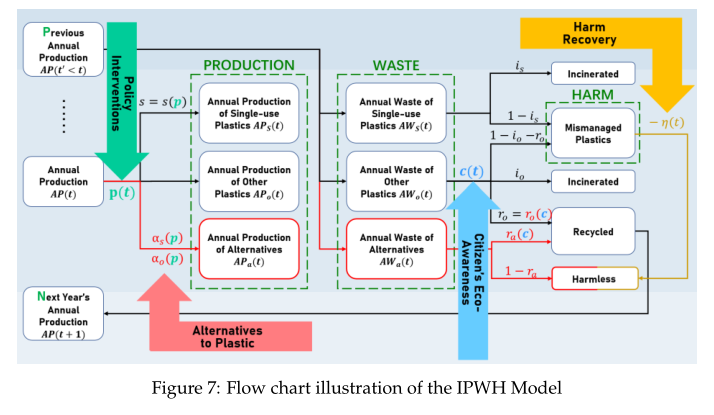 Previous
Annual
Production
AP(t′ < t)
Policy
Interventions
PRODUCTION
WASTE
Harm
Recovery
s = s(p)
Annual Production
of Single-use
Plastics AP_S(t)
Annual Waste of
Single-use
Plastics AW_S(t)
i_s
Incinerated
HARM
1 − i_s
1 − i_o − r_o
Mismanaged
Plastics
− η(t)
Annual
Production
AP(t)
p(t)
Annual
Production of Other
Plastics AP_o(t)
Annual Waste of
Other
Plastics AW_o(t)
c(t)
i_o
Incinerated
α_s(p)
α_o(p)
Annual Production
of Alternatives
AP_a(t)
Annual Waste of
Alternatives
AW_a(t)
r_o = r_o(c)
r_a(c)
Recycled
1 − r_a
Harmless
Citizen's Eco-
Awareness
Next Year's
Annual
Production
AP(t + 1)
Alternatives
to Plastic
Figure 7: Flow chart illustration of the IPWH Model